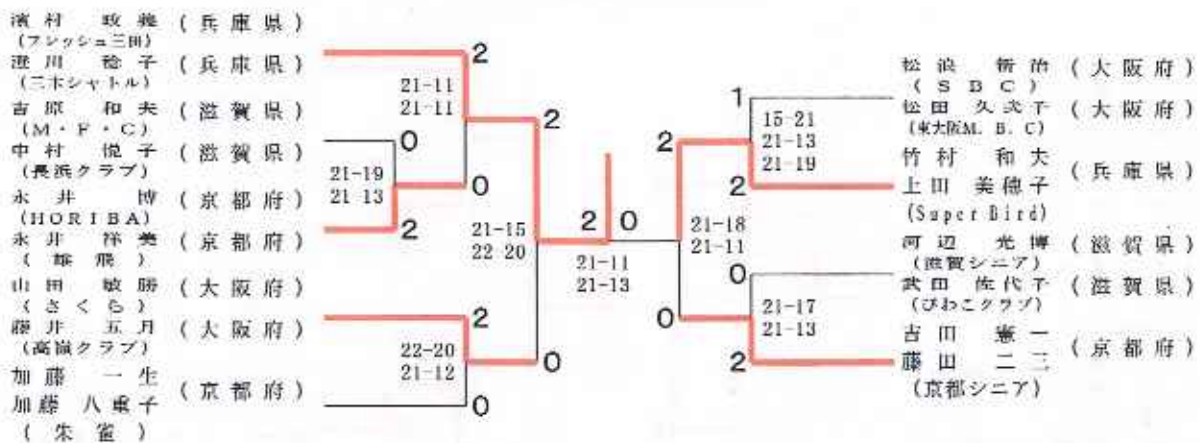 濱村 政義 (兵庫県)
(フレッシュ三田)
澄川 稔子 (兵庫県)
(三木シャトル)
吉原 和夫 (滋賀県)
(M・F・C)
中村 悦子 (滋賀県)
(長浜クラブ)
永井 博 (京都府)
(HORIBA)
永井 祥美 (京都府)
(雄飛)
山田 敏勝 (大阪府)
(さくら)
藤井 五月 (大阪府)
(高嶺クラブ)
加藤 一生
加藤 八重子 (京都府)
(朱雀)
2
21-11
21-11
0
21-19
21-13
2
0
2
21-15
22-20
2
22-20
21-12
0
0
2 0
21-11
21-13
2
21-18
21-11
0
1
15-21
21-13
21-19
2
0
21-17
21-13
2
松浪 (大阪府)
(SBC)
松田 久弐子 (大阪府)
(東大阪M.B.C)
竹村 和夫
上田 美穂子 (兵庫県)
(Super Bird)
河辺 光博 (滋賀県)
(滋賀シニア)
武田 佐代子 (滋賀県)
(びわこクラブ)
吉田 憲一
藤田 二三 (京都府)
(京都シニア)